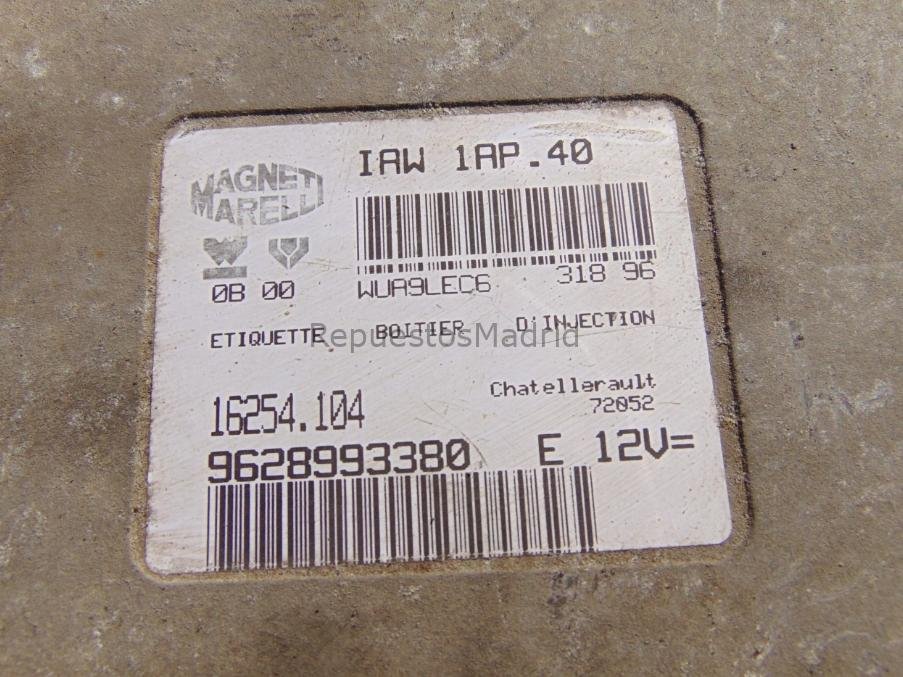 IAW 1AP.40
MAGNETI
MARELLI
0B 00
WUA9LEC6 318 96
ETIQUETTE BOITIER D'INJECTION
RepuestosMadrid
Chatellerault
72052
16254.104
9628993380 E 12V=